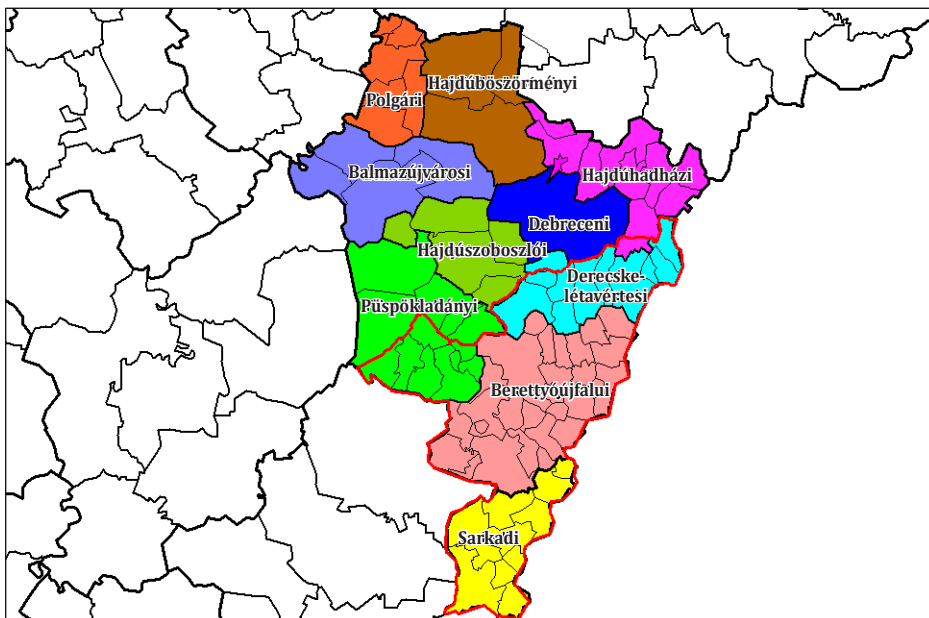 Hajdúböszörményi
Polgári
Balmazújvárosi
Hajdúhadházi
Debreceni
Hajdúszoboszlói
Derecske-
létavértesi
Püspökladányi
Berettyóújfalui
Sarkadi